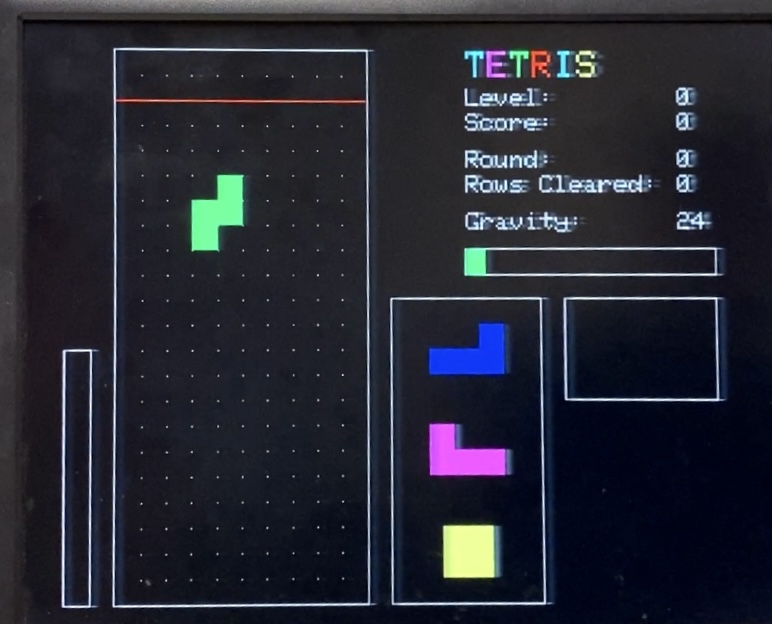 TETRIS
Level: 0
Score: 0
Round: 0
Rows Cleared: 0
Gravity: 24